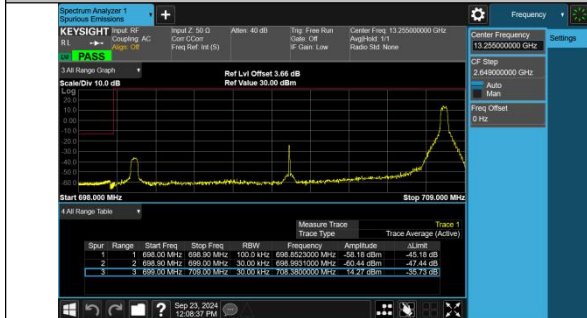 Spectrum Analyzer 1
Spurious Emissions
+
Frequency
KEYSIGHT Input: RF Input Z: 50 Ω Atten: 40 dB Trig: Free Run Center Freq: 13.255000000 GHz
RL Coupling: AC Corr CCorr Gate: Off Avg|Hold: 1/1
Align: Off Freq Ref: Int (S) IF Gain: Low Radio Std: None
PASS
Center Frequency
13.255000000 GHz
Settings
CF Step
2.649000000 GHz
Auto
Man
Freq Offset
0 Hz
3 All Range Graph
Ref Lvl Offset 3.66 dB
Scale/Div 10.0 dB Ref Value 30.00 dBm
Log
20.0
10.0
0.00
-10.0
-20.0
-30.0
-40.0
-50.0
-60.0
Start 698.000 MHz Stop 709.000 MHz
4 All Range Table
Measure Trace Trace 1
Trace Type Trace Average (Active)
Spur Range Start Freq Stop Freq RBW Frequency Amplitude ΔLimit
1 1 698.00 MHz 698.90 MHz 100.0 kHz 698.8523000 MHz -58.18 dBm -45.18 dB
2 2 698.90 MHz 699.00 MHz 30.00 kHz 698.9931000 MHz -60.44 dBm -47.44 dB
3 3 699.00 MHz 709.00 MHz 30.00 kHz 708.3800000 MHz 14.27 dBm -35.73 dB
?
Sep 23, 2024
12:08:37 PM